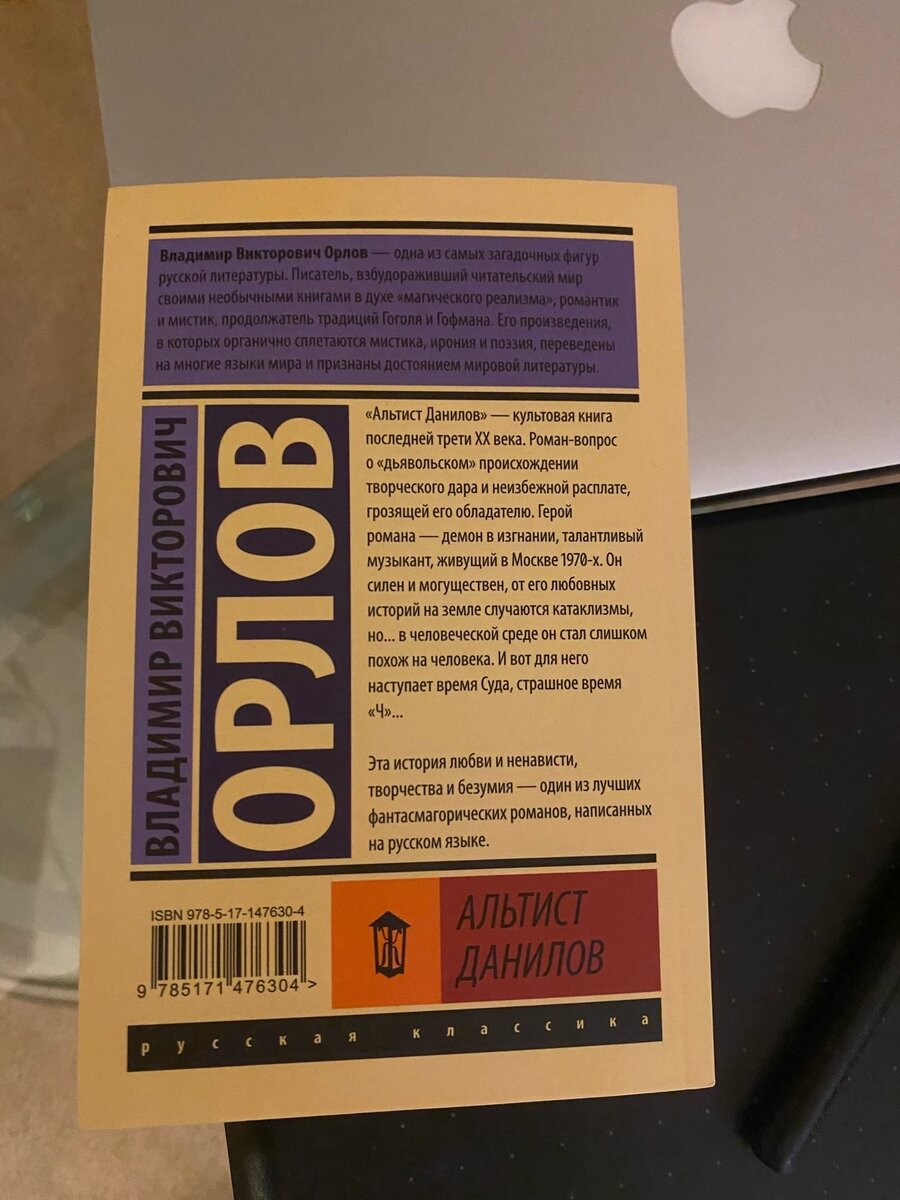 Владимир Викторович Орлов — одна из самых загадочных фигур
русской литературы. Писатель, взбудораживший читательский мир
своими необычными книгами в духе «магического реализма», романтик
и мистик, продолжатель традиций Гоголя и Гофмана. Его произведения,
в которых органично сплетаются мистика, ирония и поэзия, переведены
на многие языки мира и признаны достоянием мировой литературы.
ВЛАДИМИР ВИКТОРОВИЧ
ОРЛОВ
«Альтист Данилов» — культовая книга
последней трети XX века. Роман-вопрос
о «дьявольском» происхождении
творческого дара и неизбежной расплате,
грозящей его обладателю. Герой
романа — демон в изгнании, талантливый
музыкант, живущий в Москве 1970-х. Он
силен и могуществен, от его любовных
историй на земле случаются катаклизмы,
но... в человеческой среде он стал слишком
похож на человека. И вот для него
наступает время Суда, страшное время
«Ч»...
Эта история любви и ненависти,
творчества и безумия — один из лучших
фантасмагорических романов, написанных
на русском языке.
ISBN 978-5-17-147630-4
9 785171 476304 >
Ж
АЛЬТИСТ
ДАНИЛОВ
русская классика